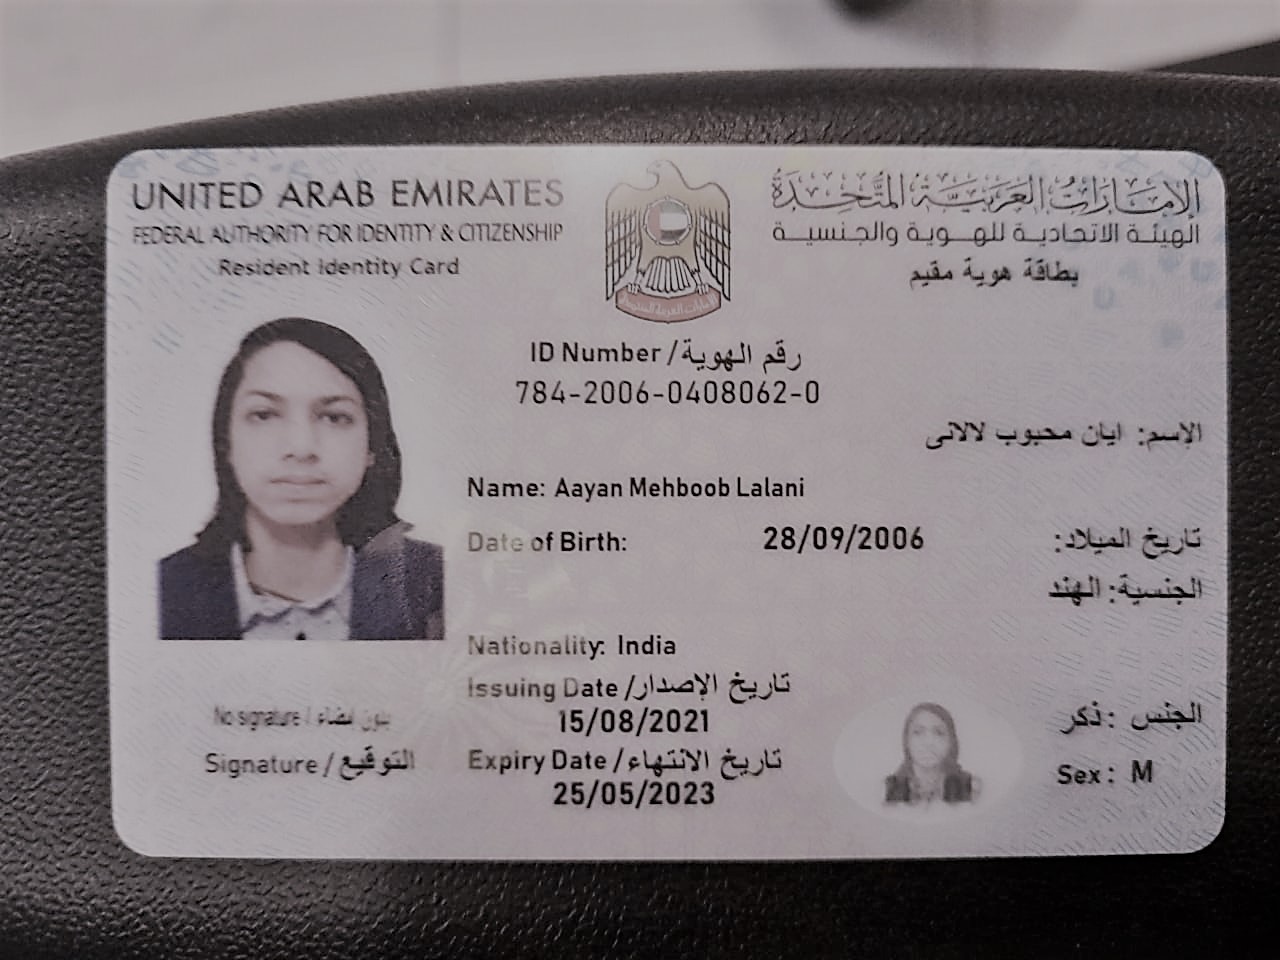 UNITED ARAB EMIRATES
الإمارات العربية المتحدة
FEDERAL AUTHORITY FOR IDENTITY & CITIZENSHIP
الهيئة الاتحادية للهوية والجنسية
Resident Identity Card
بطاقة هوية مقيم
ID Number / رقم الهوية
784-2006-0408062-0
الاسم: ايان محبوب لالانى
Name: Aayan Mehboob Lalani
Date of Birth: 28/09/2006 تاريخ الميلاد:
الجنسية: الهند
Nationality: India
Issuing Date / تاريخ الإصدار
15/08/2021
Expiry Date / تاريخ الانتهاء
25/05/2023
No signature / بدون امضاء
Signature / التوقيع
الجنس: ذكر
Sex: M